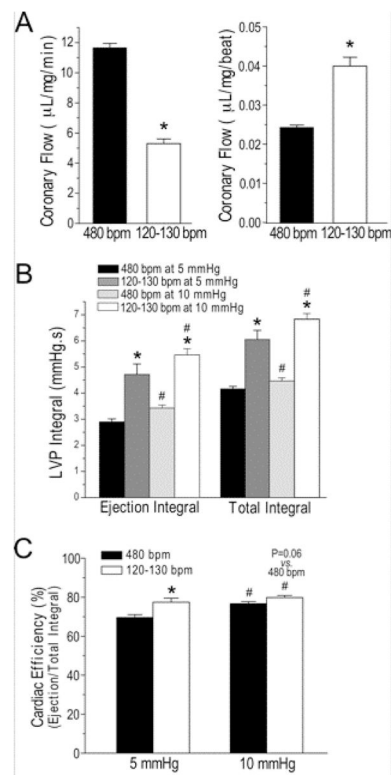 A
Coronary Flow ( μL/mg/min)
12
10
8
6
4
2
0
*
480 bpm 120-130 bpm
Coronary Flow ( μL/mg/beat)
0.05
0.04
0.03
0.02
0.01
0.00
*
480 bpm 120-130 bpm
B
480 bpm at 5 mmHg
120-130 bpm at 5 mmHg
480 bpm at 10 mmHg
120-130 bpm at 10 mmHg
LVP Integral (mmHg.s)
7
6
5
4
3
2
1
0
* # # * * # # *
Ejection Integral Total Integral
C
480 bpm
120-130 bpm
Cardiac Efficiency (%)
(Ejection/Total Integral)
100
80
60
40
20
0
*
P=0.06
vs.
480 bpm
# #
5 mmHg 10 mmHg